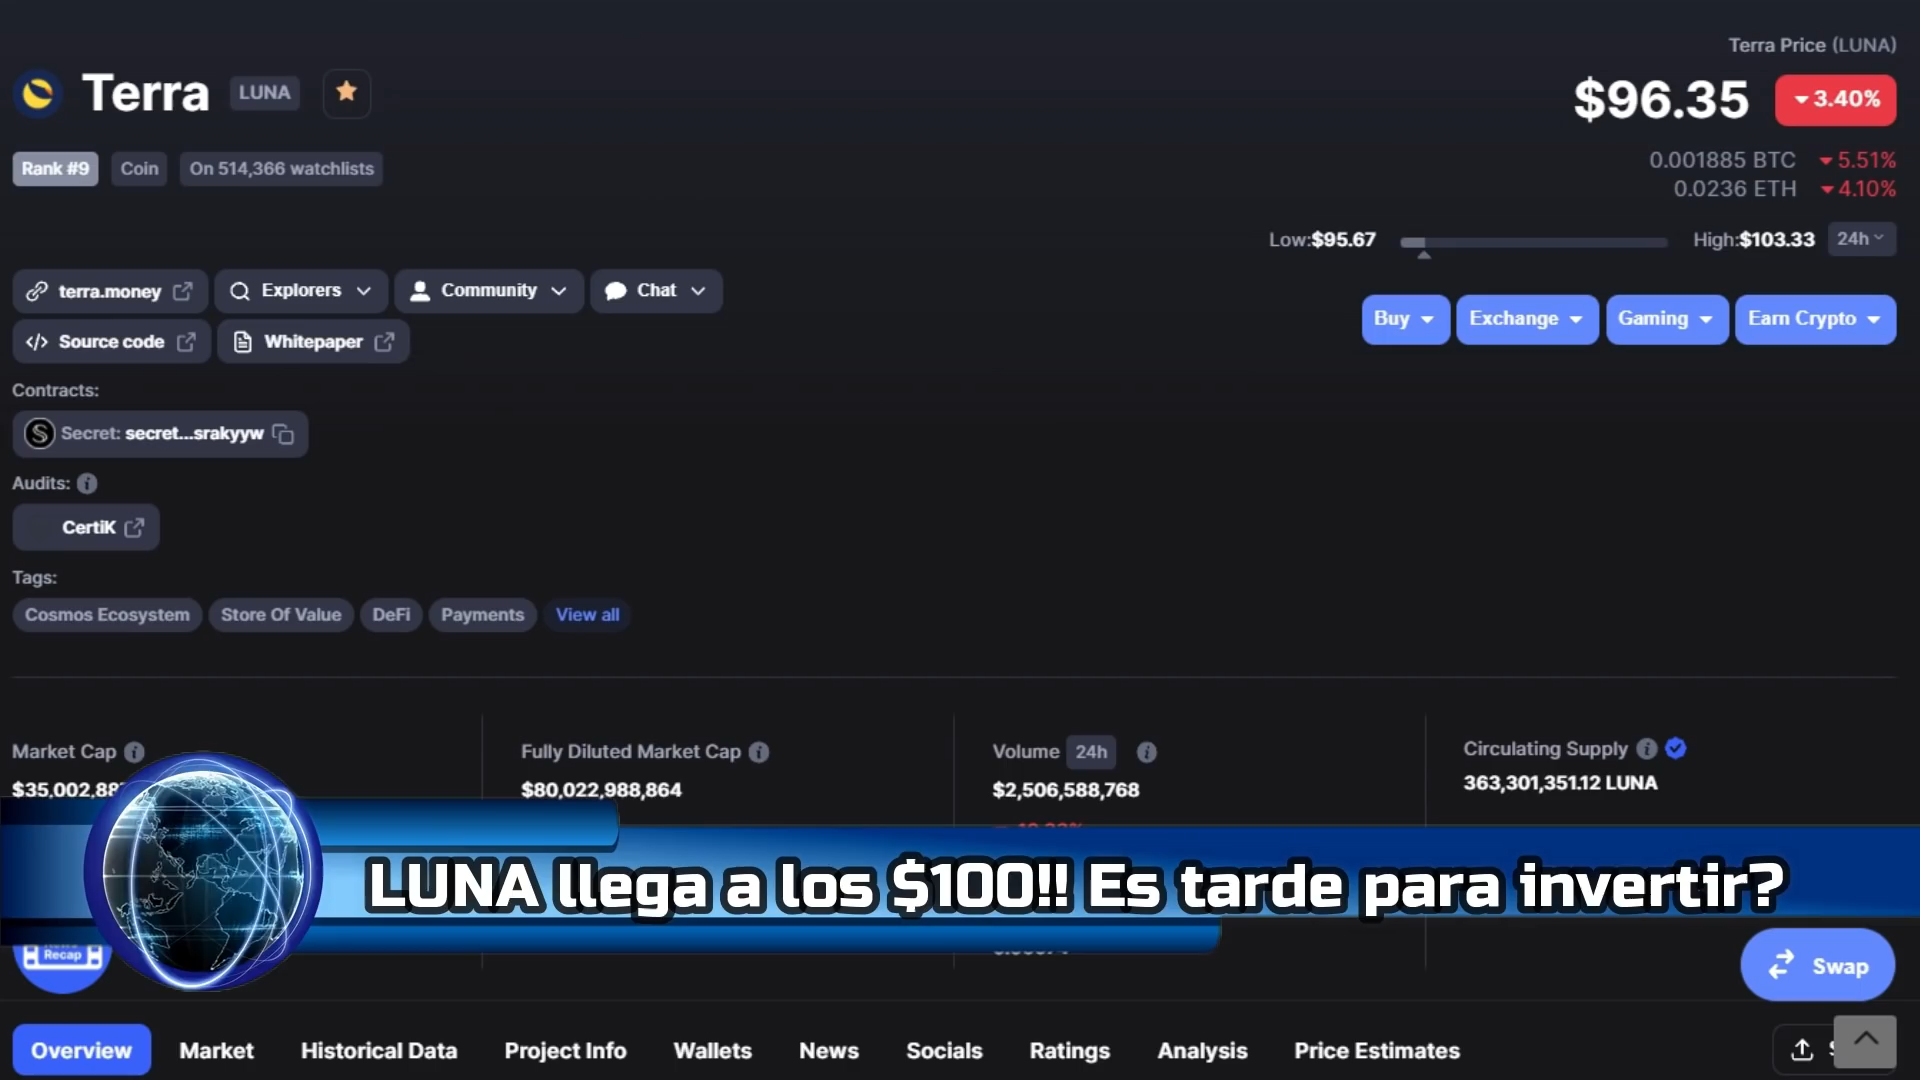 Terra Price (LUNA)
Terra LUNA
$96.35 3.40%
Rank #9 Coin On 514,366 watchlists
0.001885 BTC 5.51%
0.0236 ETH 4.10%
Low:$95.67 High:$103.33 24h
terra.money Explorers Community Chat
Buy Exchange Gaming Earn Crypto
Source code Whitepaper
Contracts:
Secret: secret...srakyyw
Audits:
CertiK
Tags:
Cosmos Ecosystem Store Of Value DeFi Payments View all
Market Cap Fully Diluted Market Cap Volume 24h Circulating Supply
$80,022,988,864 $2,506,588,768 363,301,351.12 LUNA
LUNA llega a los $100!! Es tarde para invertir?
Recap
Swap
Overview Market Historical Data Project Info Wallets News Socials Ratings Analysis Price Estimates